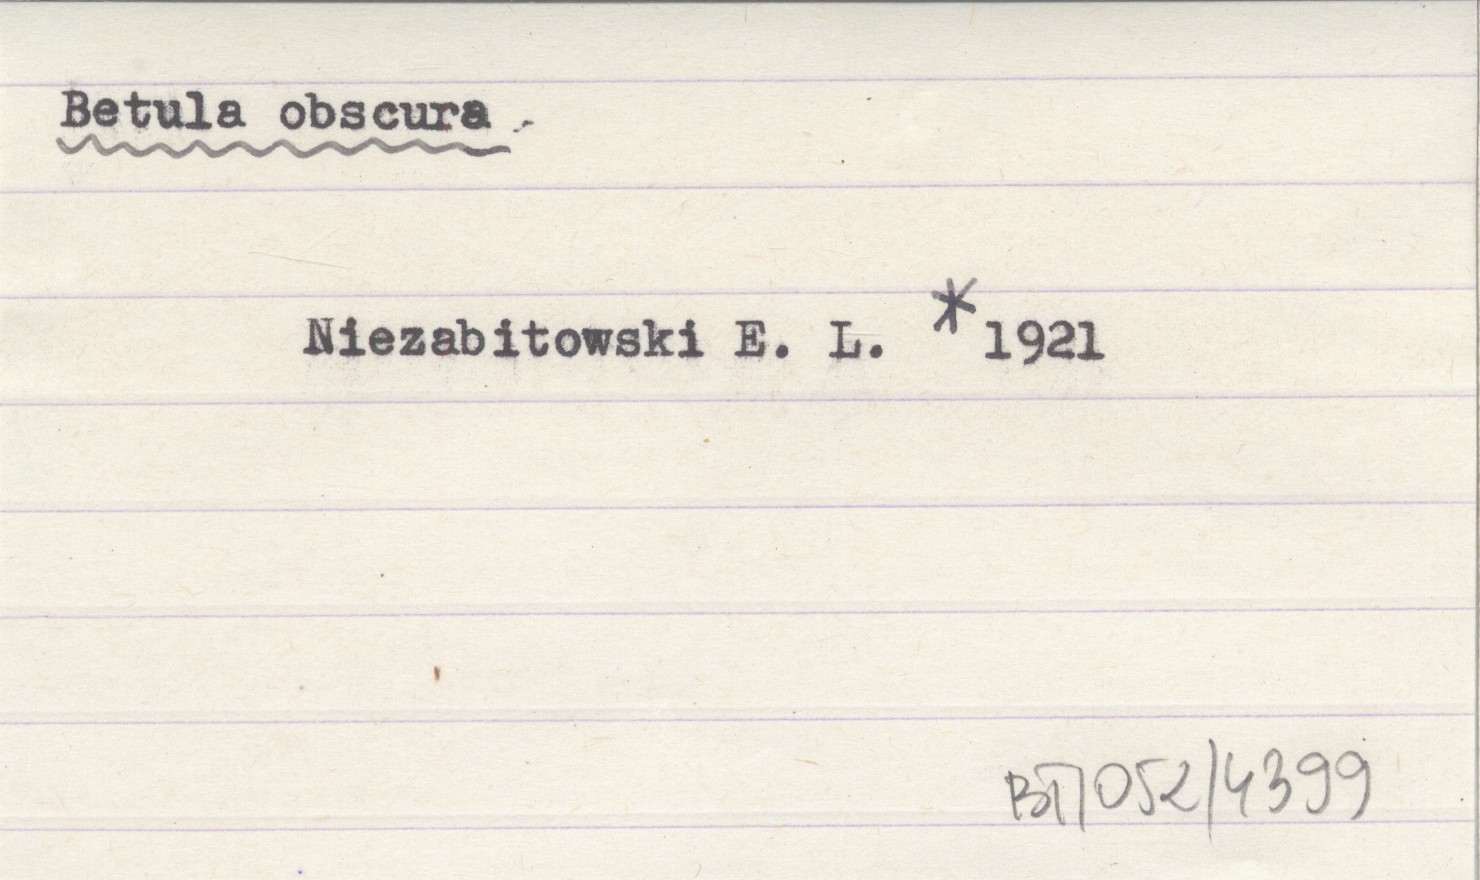 Betula obscura
Niezabitowski E. L. * 1921
BT/052/4399